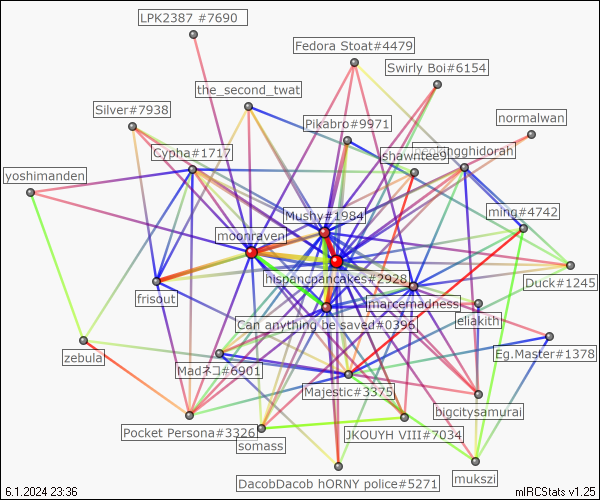 LPK2387 #7690
Fedora Stoat#4479
Swirly Boi#6154
the_second_twat
Silver#7938
Pikabro#9971
normalwan
Cypha#1717
shawntee9
ghidorah
yoshimanden
Mushy#1984
ming#4742
moonraven
hispancpancakes#2928
Duck#1245
frisout
marcemadness
eliakith
Can anything be saved#0396
zebula
Madネコ#6901
Eg.Master#1378
Majestic#3375
bigcitysamurai
Pocket Persona#3326
JKOUYH VIII#7034
somass
mukszi
DacobDacob hORNY police#5271
6.1.2024 23:36
mIRCStats v1.25